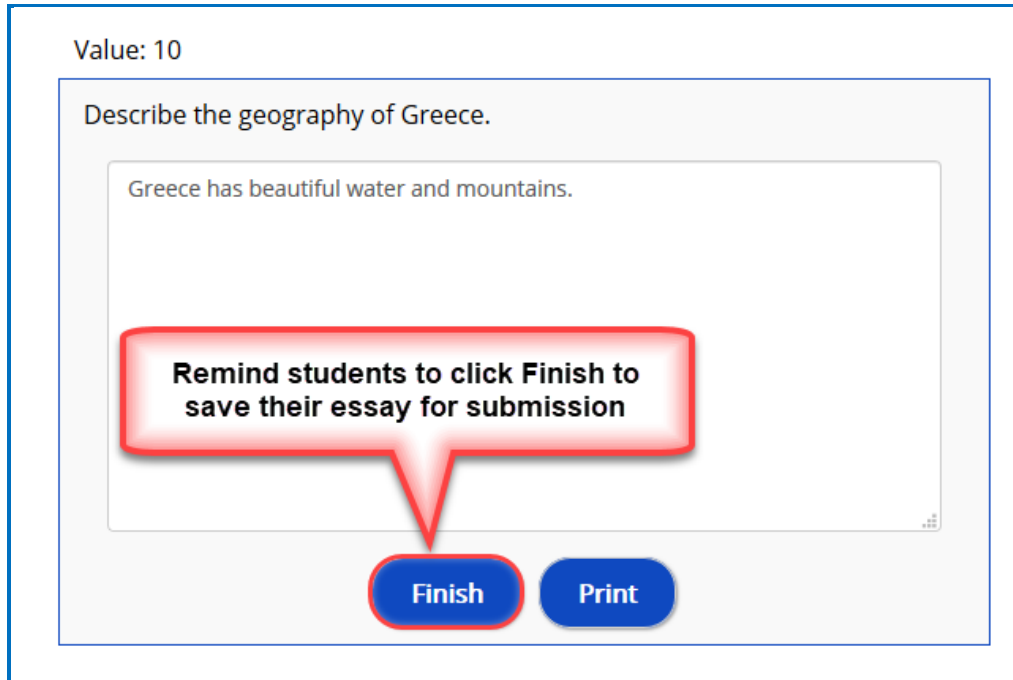 Value: 10
Describe the geography of Greece.
Greece has beautiful water and mountains.
Remind students to click Finish to
save their essay for submission
Finish Print